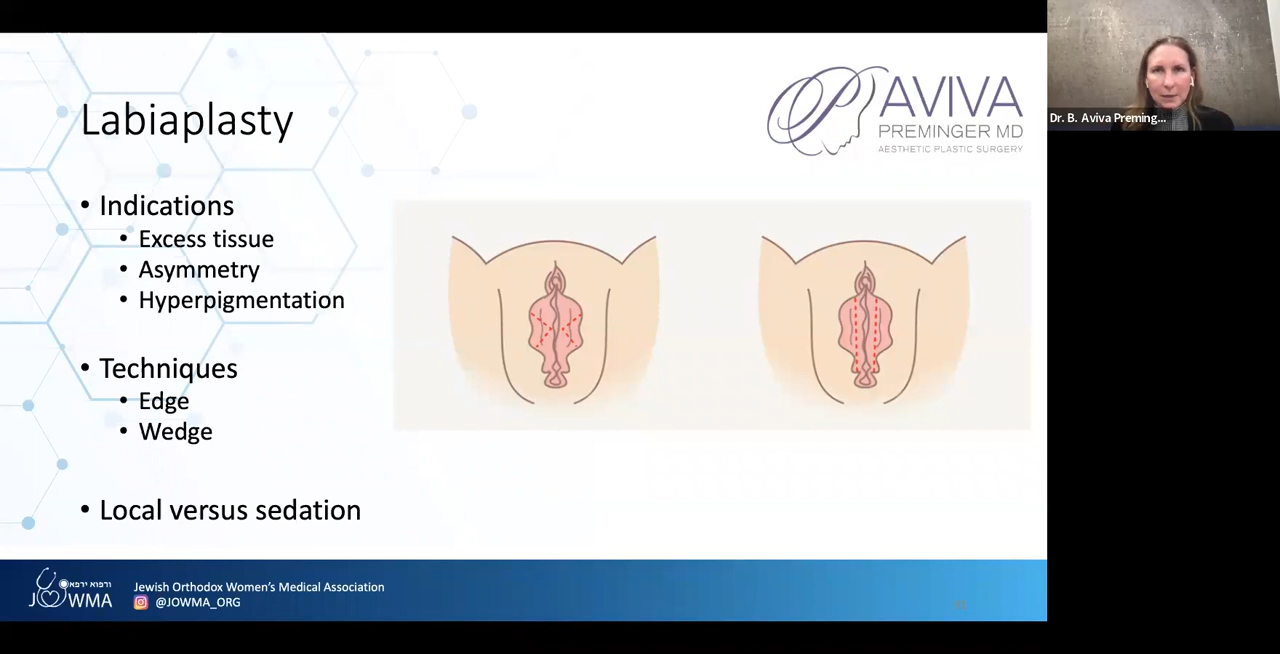 Labiaplasty
• Indications
• Excess tissue
• Asymmetry
• Hyperpigmentation
• Techniques
• Edge
• Wedge
• Local versus sedation
AVIVA
PREMINGER MD
AESTHETIC PLASTIC SURGERY
Dr. B. Aviva Preming...
ורפוא ירפא
JOWMA
Jewish Orthodox Women's Medical Association
@JOWMA_ORG